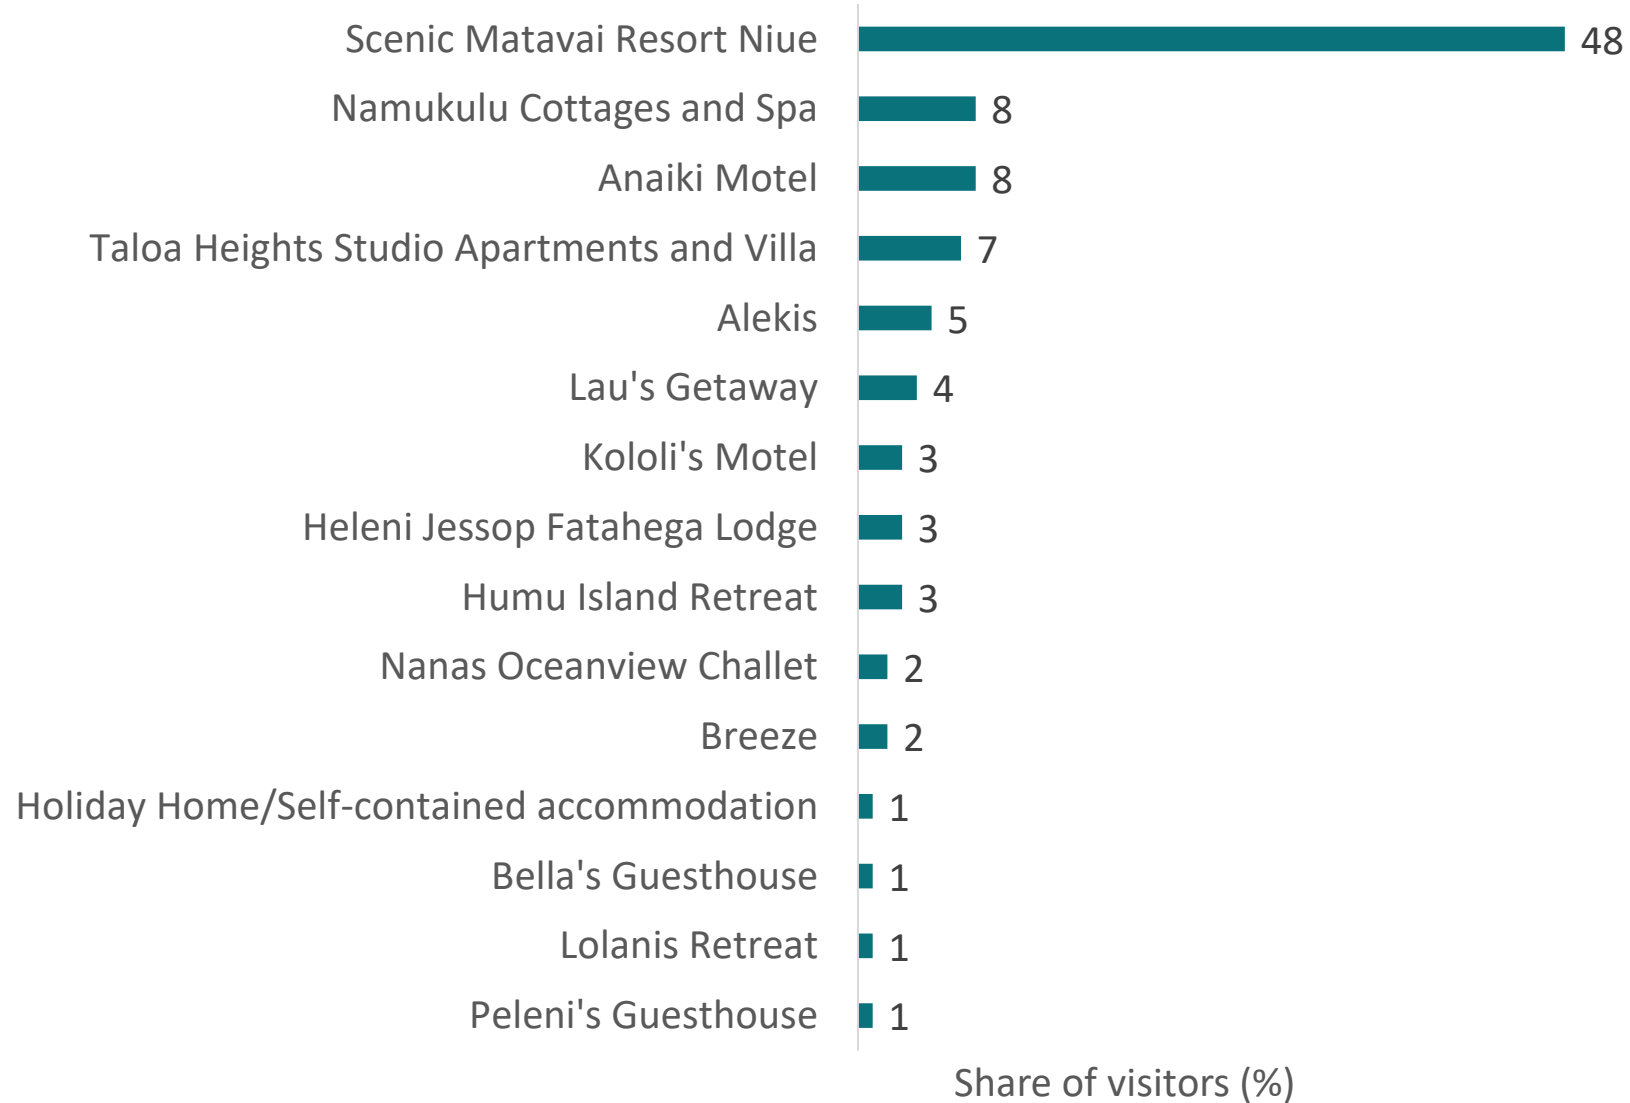 Scenic Matavai Resort Niue 48
Namukulu Cottages and Spa 8
Anaiki Motel 8
Taloa Heights Studio Apartments and Villa 7
Alekis 5
Lau's Getaway 4
Kololi's Motel 3
Heleni Jessop Fatahega Lodge 3
Humu Island Retreat 3
Nanas Oceanview Challet 2
Breeze 2
Holiday Home/Self-contained accommodation 1
Bella's Guesthouse 1
Lolanis Retreat 1
Peleni's Guesthouse 1
Share of visitors (%)